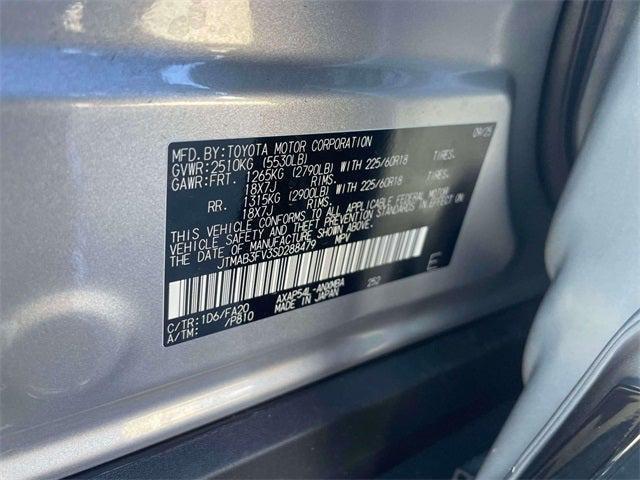 MFD. BY: TOYOTA MOTOR CORPORATION 09/25
GVWR: 2510KG (5530LB)
GAWR: FRT. 1265KG (2790LB) WITH 225/60R18 TIRES.
18X7J RIMS.
RR. 1315KG (2900LB) WITH 225/60R18 TIRES.
18X7J RIMS.
THIS VEHICLE CONFORMS TO ALL APPLICABLE FEDERAL MOTOR
VEHICLE SAFETY AND THEFT PREVENTION STANDARDS IN EFFECT ON
THE DATE OF MANUFACTURE SHOWN ABOVE.
JTMAB3FV3SD288479 MPV
C/TR: 1D6/FA20 AXAP54L-ANXMBA 252 E
A/TM: /P810 MADE IN JAPAN